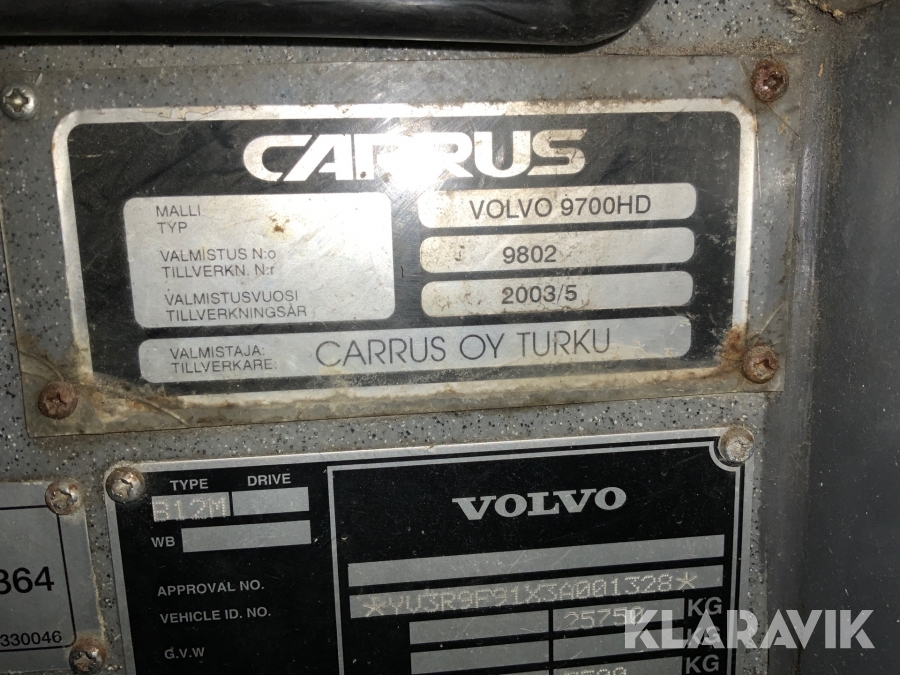 CARRUS
MALLI VOLVO 9700HD
TYP
VALMISTUS N:o 9802
TILLVERKN. N:r
VALMISTUSVUOSI 2003/5
TILLVERKNINGSÅR
VALMISTAJA: CARRUS OY TURKU
TILLVERKARE:
TYPE DRIVE
B12M
WB
VOLVO
APPROVAL NO.
VEHICLE ID. NO. *YV3R9F91X3A001328*
G.V.W 25750 KG
KG
KG
364
330046
KLARAVIK